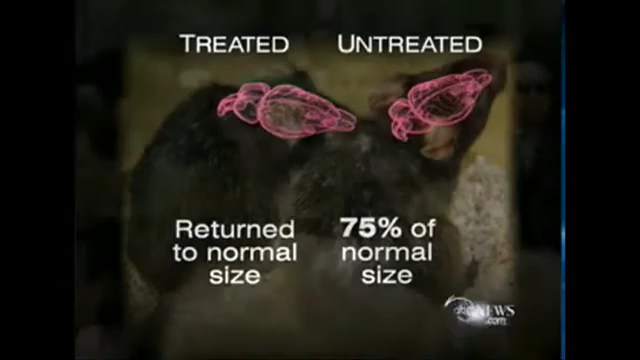 TREATED
UNTREATED
Returned
to normal
size
75% of
normal
size
abc NEWS
.com